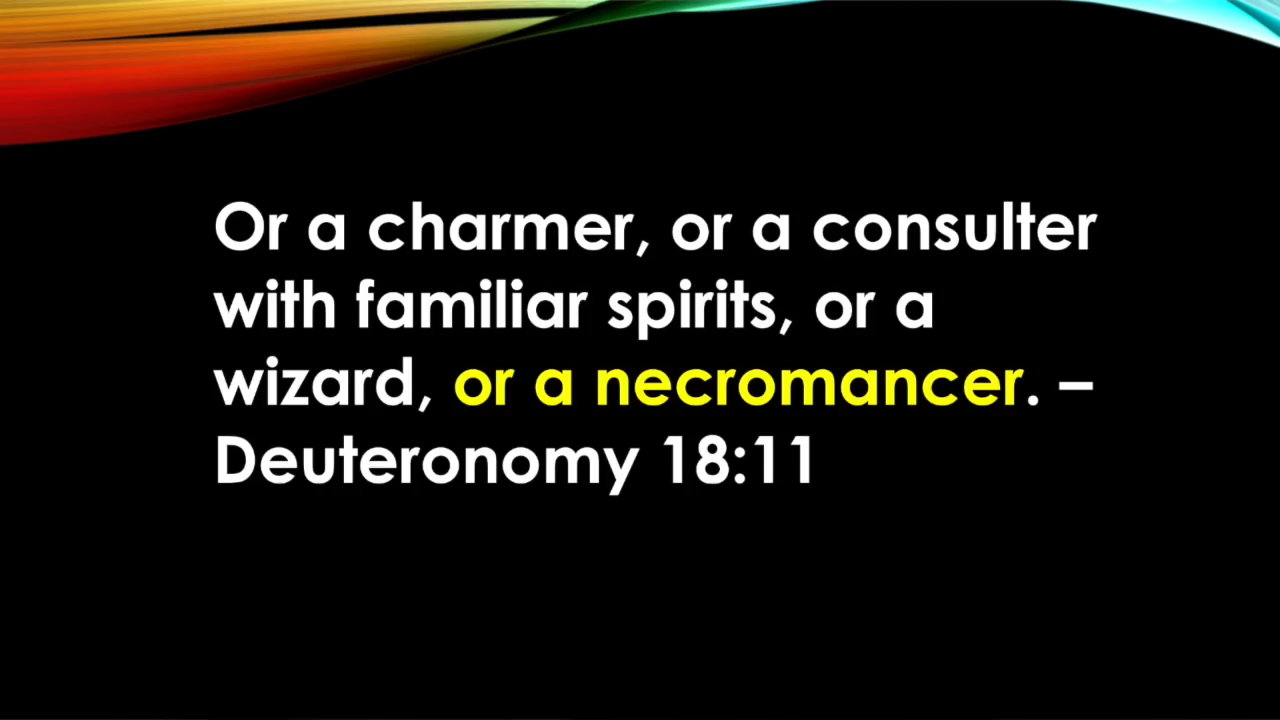 Or a charmer, or a consulter
with familiar spirits, or a
wizard, or a necromancer. –
Deuteronomy 18:11